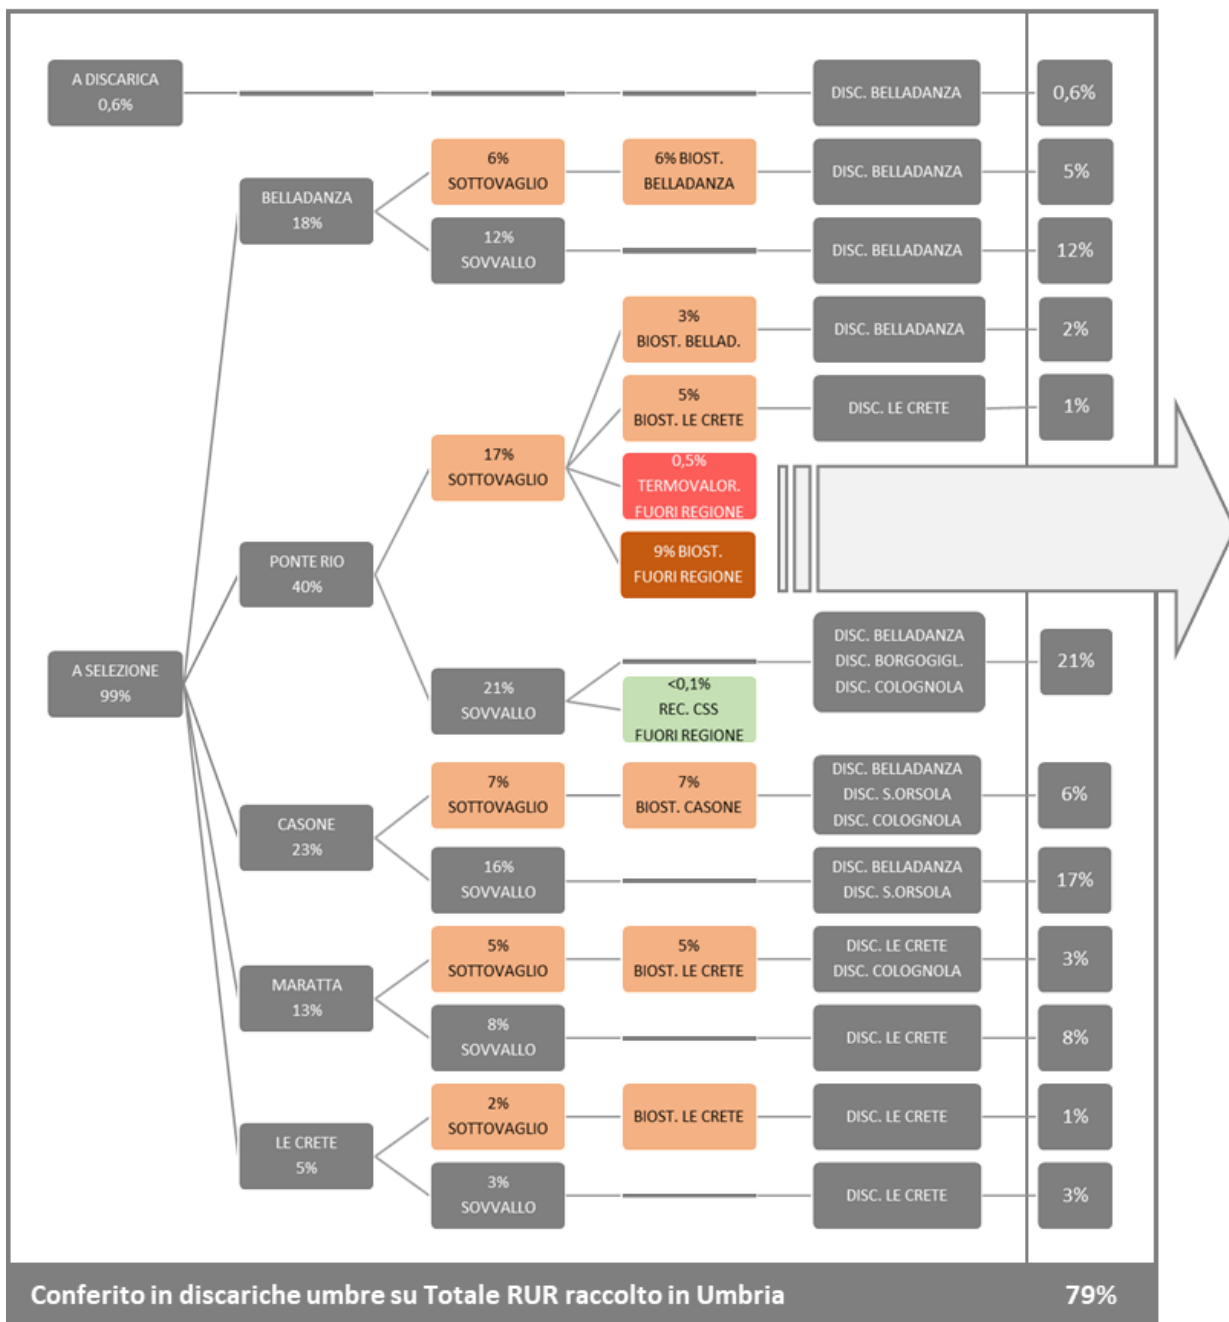 A DISCARICA
0,6%
DISC. BELLADANZA
0,6%
6%
SOTTOVAGLIO
6% BIOST.
BELLADANZA
DISC. BELLADANZA
5%
BELLADANZA
18%
12%
SOVVALLO
DISC. BELLADANZA
12%
3%
BIOST. BELLAD.
DISC. BELLADANZA
2%
5%
BIOST. LE CRETE
DISC. LE CRETE
1%
17%
SOTTOVAGLIO
0,5%
TERMOVALOR.
FUORI REGIONE
9% BIOST.
FUORI REGIONE
PONTE RIO
40%
DISC. BELLADANZA
DISC. BORGOGIGL.
DISC. COLOGNOLA
21%
A SELEZIONE
99%
21%
SOVVALLO
<0,1%
REC. CSS
FUORI REGIONE
7%
SOTTOVAGLIO
7%
BIOST. CASONE
DISC. BELLADANZA
DISC. S.ORSOLA
DISC. COLOGNOLA
6%
CASONE
23%
16%
SOVVALLO
DISC. BELLADANZA
DISC. S.ORSOLA
17%
5%
SOTTOVAGLIO
5%
BIOST. LE CRETE
DISC. LE CRETE
DISC. COLOGNOLA
3%
MARATTA
13%
8%
SOVVALLO
DISC. LE CRETE
8%
2%
SOTTOVAGLIO
BIOST. LE CRETE
DISC. LE CRETE
1%
LE CRETE
5%
3%
SOVVALLO
DISC. LE CRETE
3%
Conferito in discariche umbre su Totale RUR raccolto in Umbria 79%